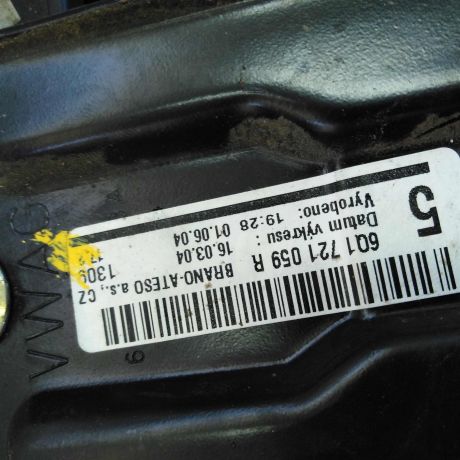 5
6Q1 721 059 R BRANO-ATESO a.s., CZ
Datum výkresu : 16.03.04 1309
Vyrobeno: 19:28 01.06.04
6